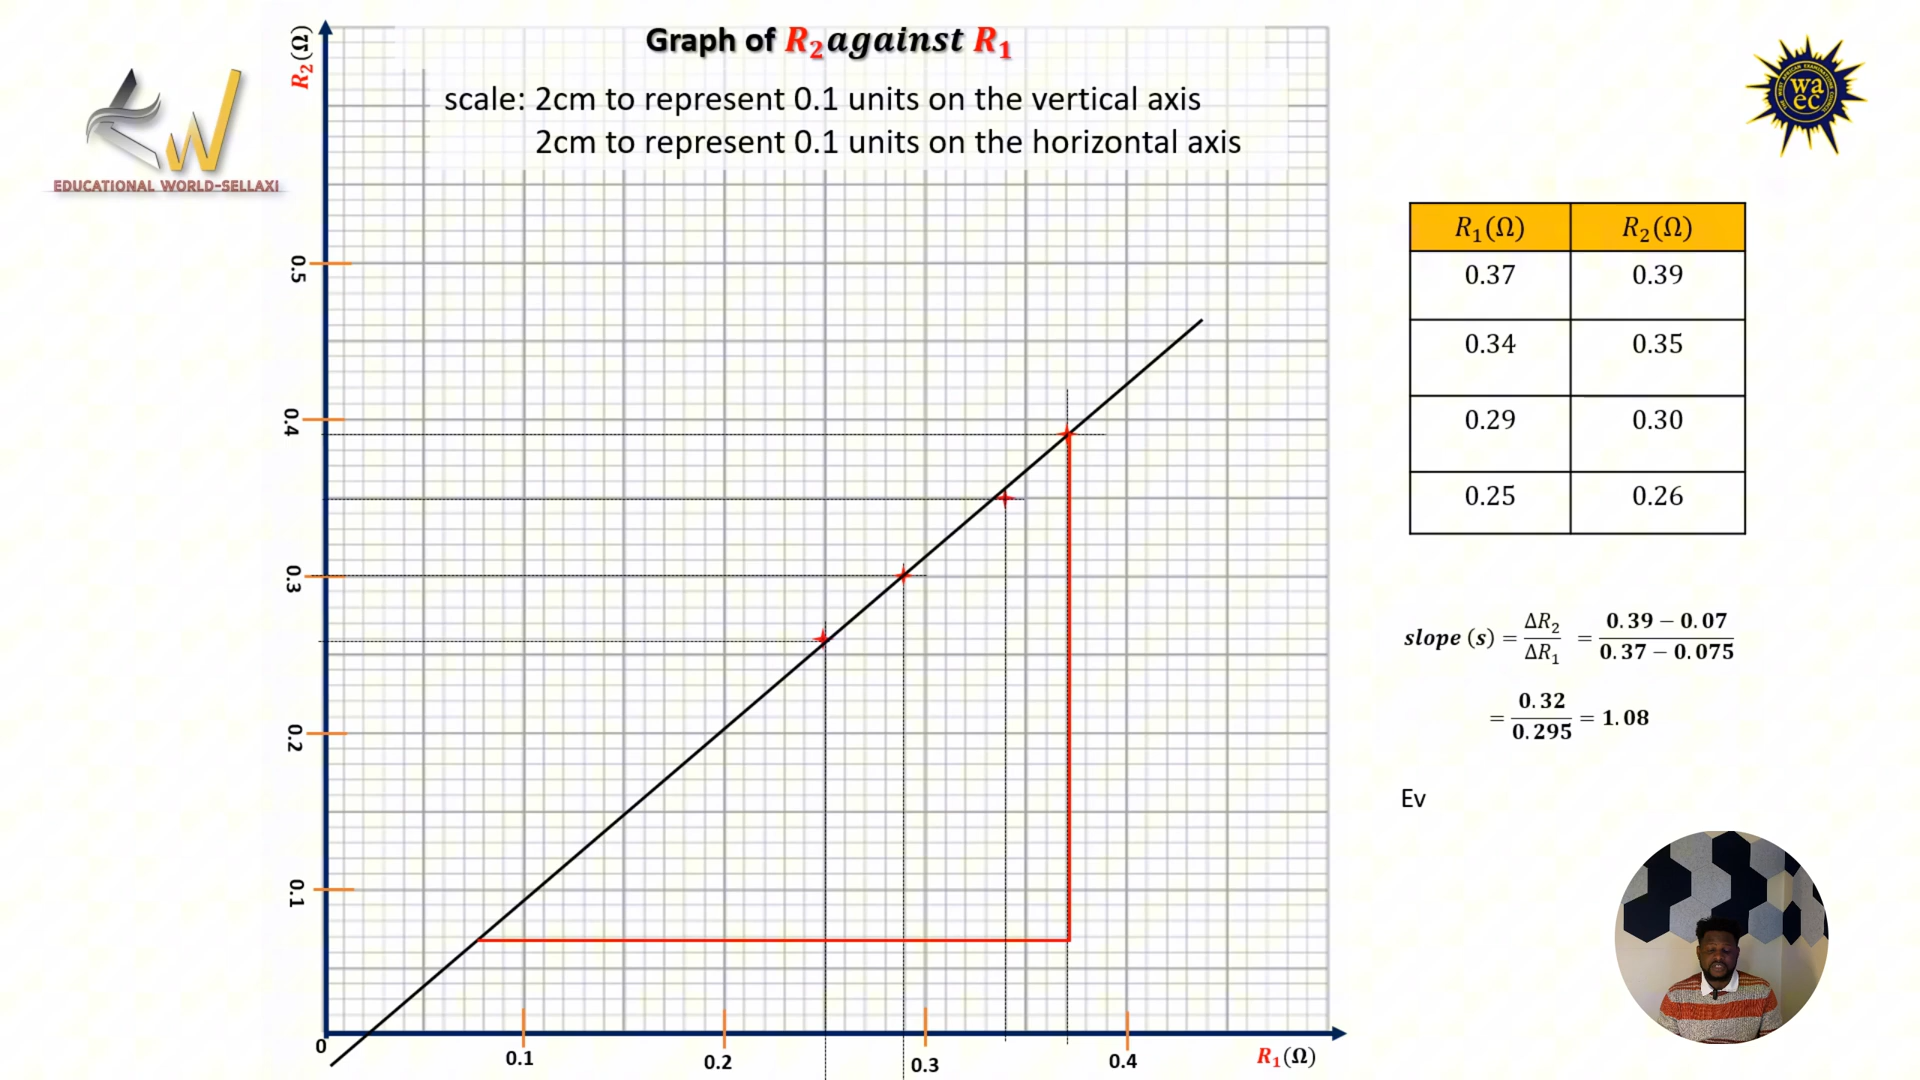 Graph of R₂ against R₁
scale: 2cm to represent 0.1 units on the vertical axis
2cm to represent 0.1 units on the horizontal axis
EDUCATIONAL WORLD-SELLAXI
wa
ec
R₂(Ω)
0.5
0.4
0.3
0.2
0.1
0
0.1
0.2
0.3
0.4
R₁(Ω)
R₁(Ω) R₂(Ω)
0.37 0.39
0.34 0.35
0.29 0.30
0.25 0.26
slope (s) = ΔR₂/ΔR₁ = (0.39 − 0.07)/(0.37 − 0.075)
= 0.32/0.295 = 1.08
Ev